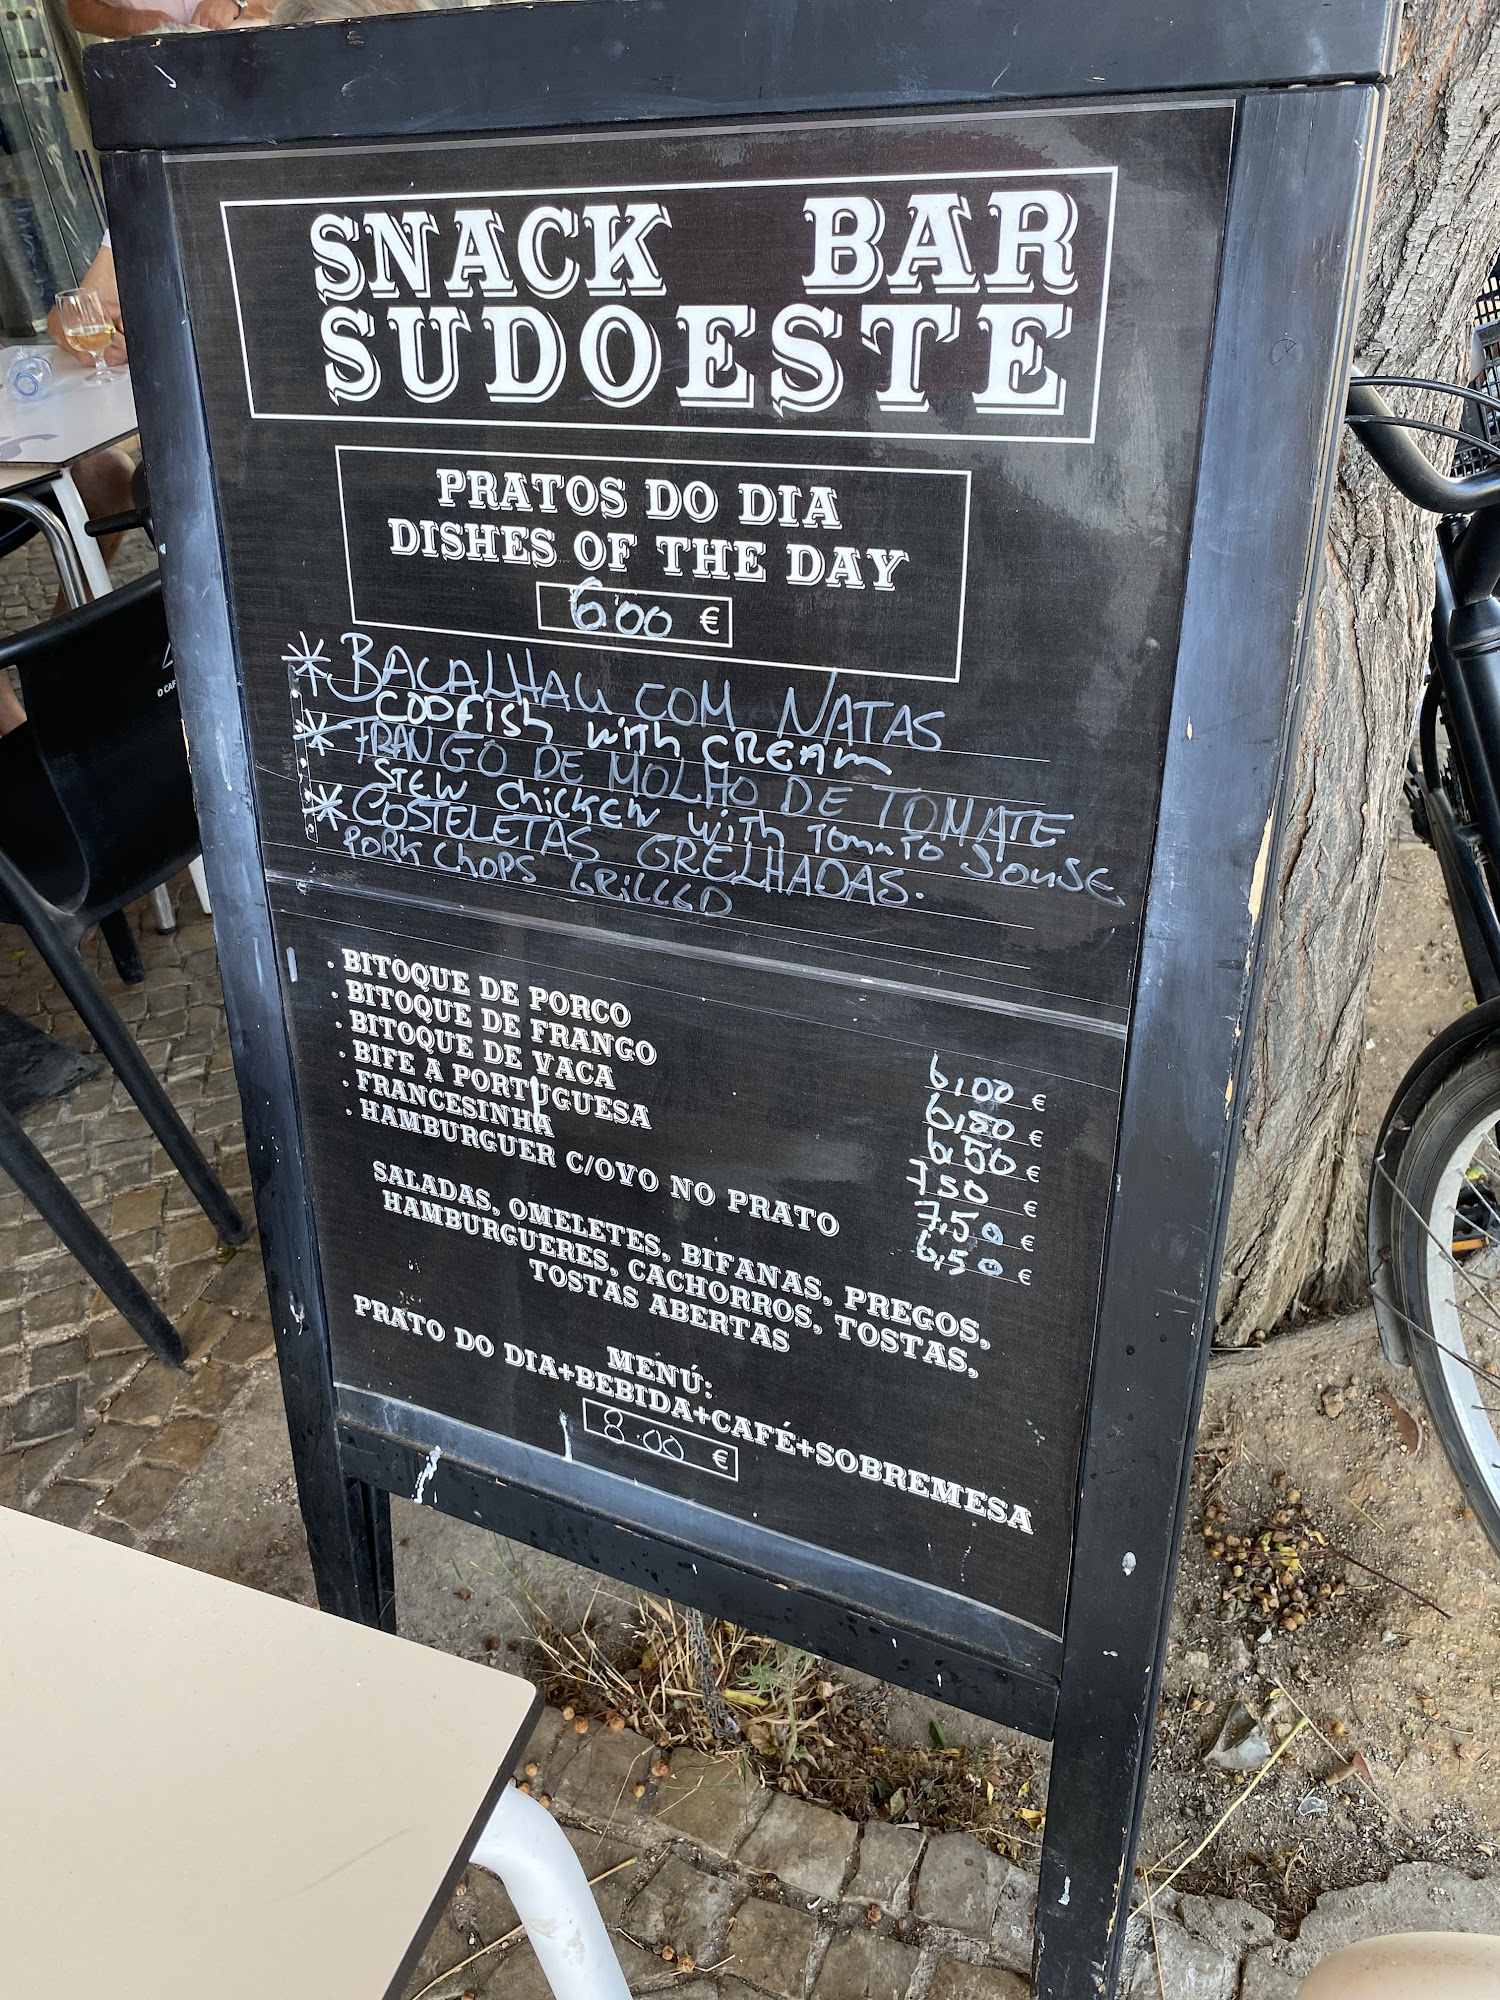 SNACK BAR
SUDOESTE
PRATOS DO DIA
DISHES OF THE DAY
6.00 €
* BACALHAU COM NATAS
CODFISH WITH CREAM
* FRANGO DE MOLHO DE TOMATE
STEW CHICKEN WITH TOMATO SOUSE
* COSTELETAS GRELHADAS.
PORK CHOPS GRILLED
· BITOQUE DE PORCO 6,00 €
· BITOQUE DE FRANGO €
· BITOQUE DE VACA 6,50 €
· BIFE À PORTUGUESA 7,50 €
· FRANCESINHA 7,50 €
· HAMBURGUER C/OVO NO PRATO 6,50 €
SALADAS, OMELETES, BIFANAS, PREGOS,
HAMBURGUERES, CACHORROS, TOSTAS,
TOSTAS ABERTAS
MENÚ:
PRATO DO DIA+BEBIDA+CAFÉ+SOBREMESA
8.00 €
O CAF